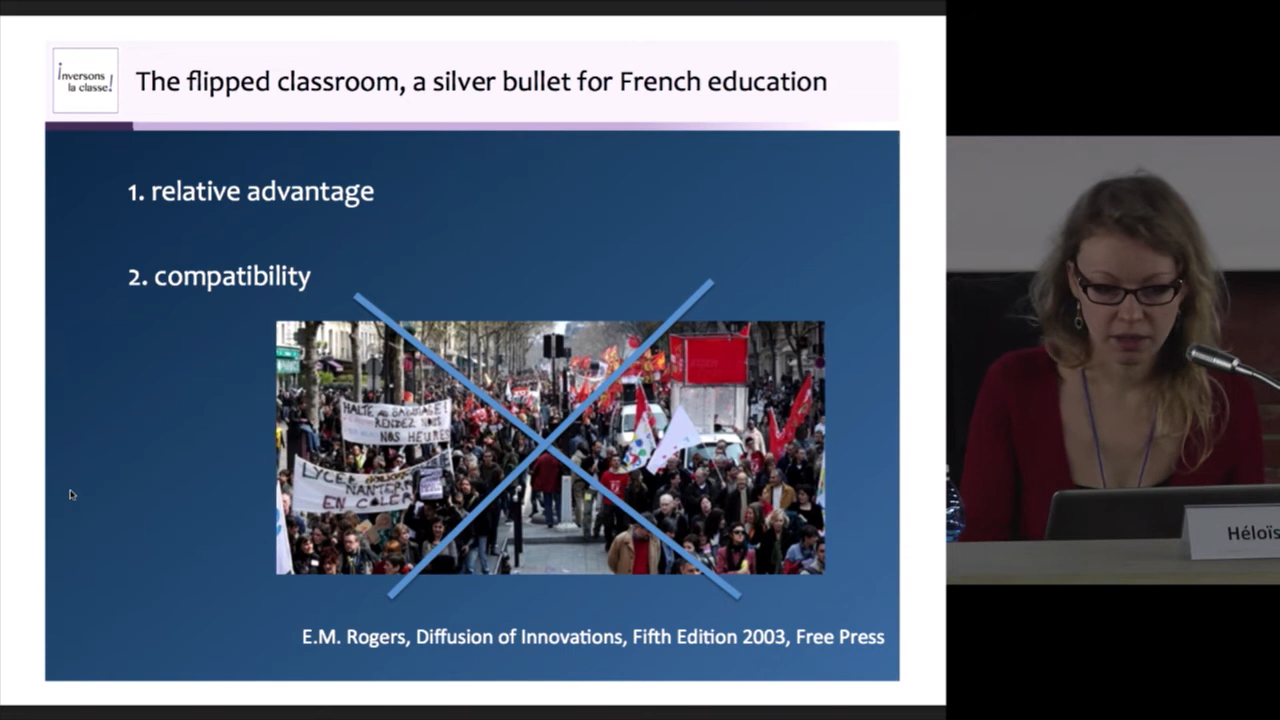 inversons
la classe!
The flipped classroom, a silver bullet for French education
1. relative advantage
2. compatibility
HALTE AU
RENDEZ NOUS
NOS HEURES
LYCÉE
NANTERRE
EN COLÈRE
E.M. Rogers, Diffusion of Innovations, Fifth Edition 2003, Free Press
Héloïs